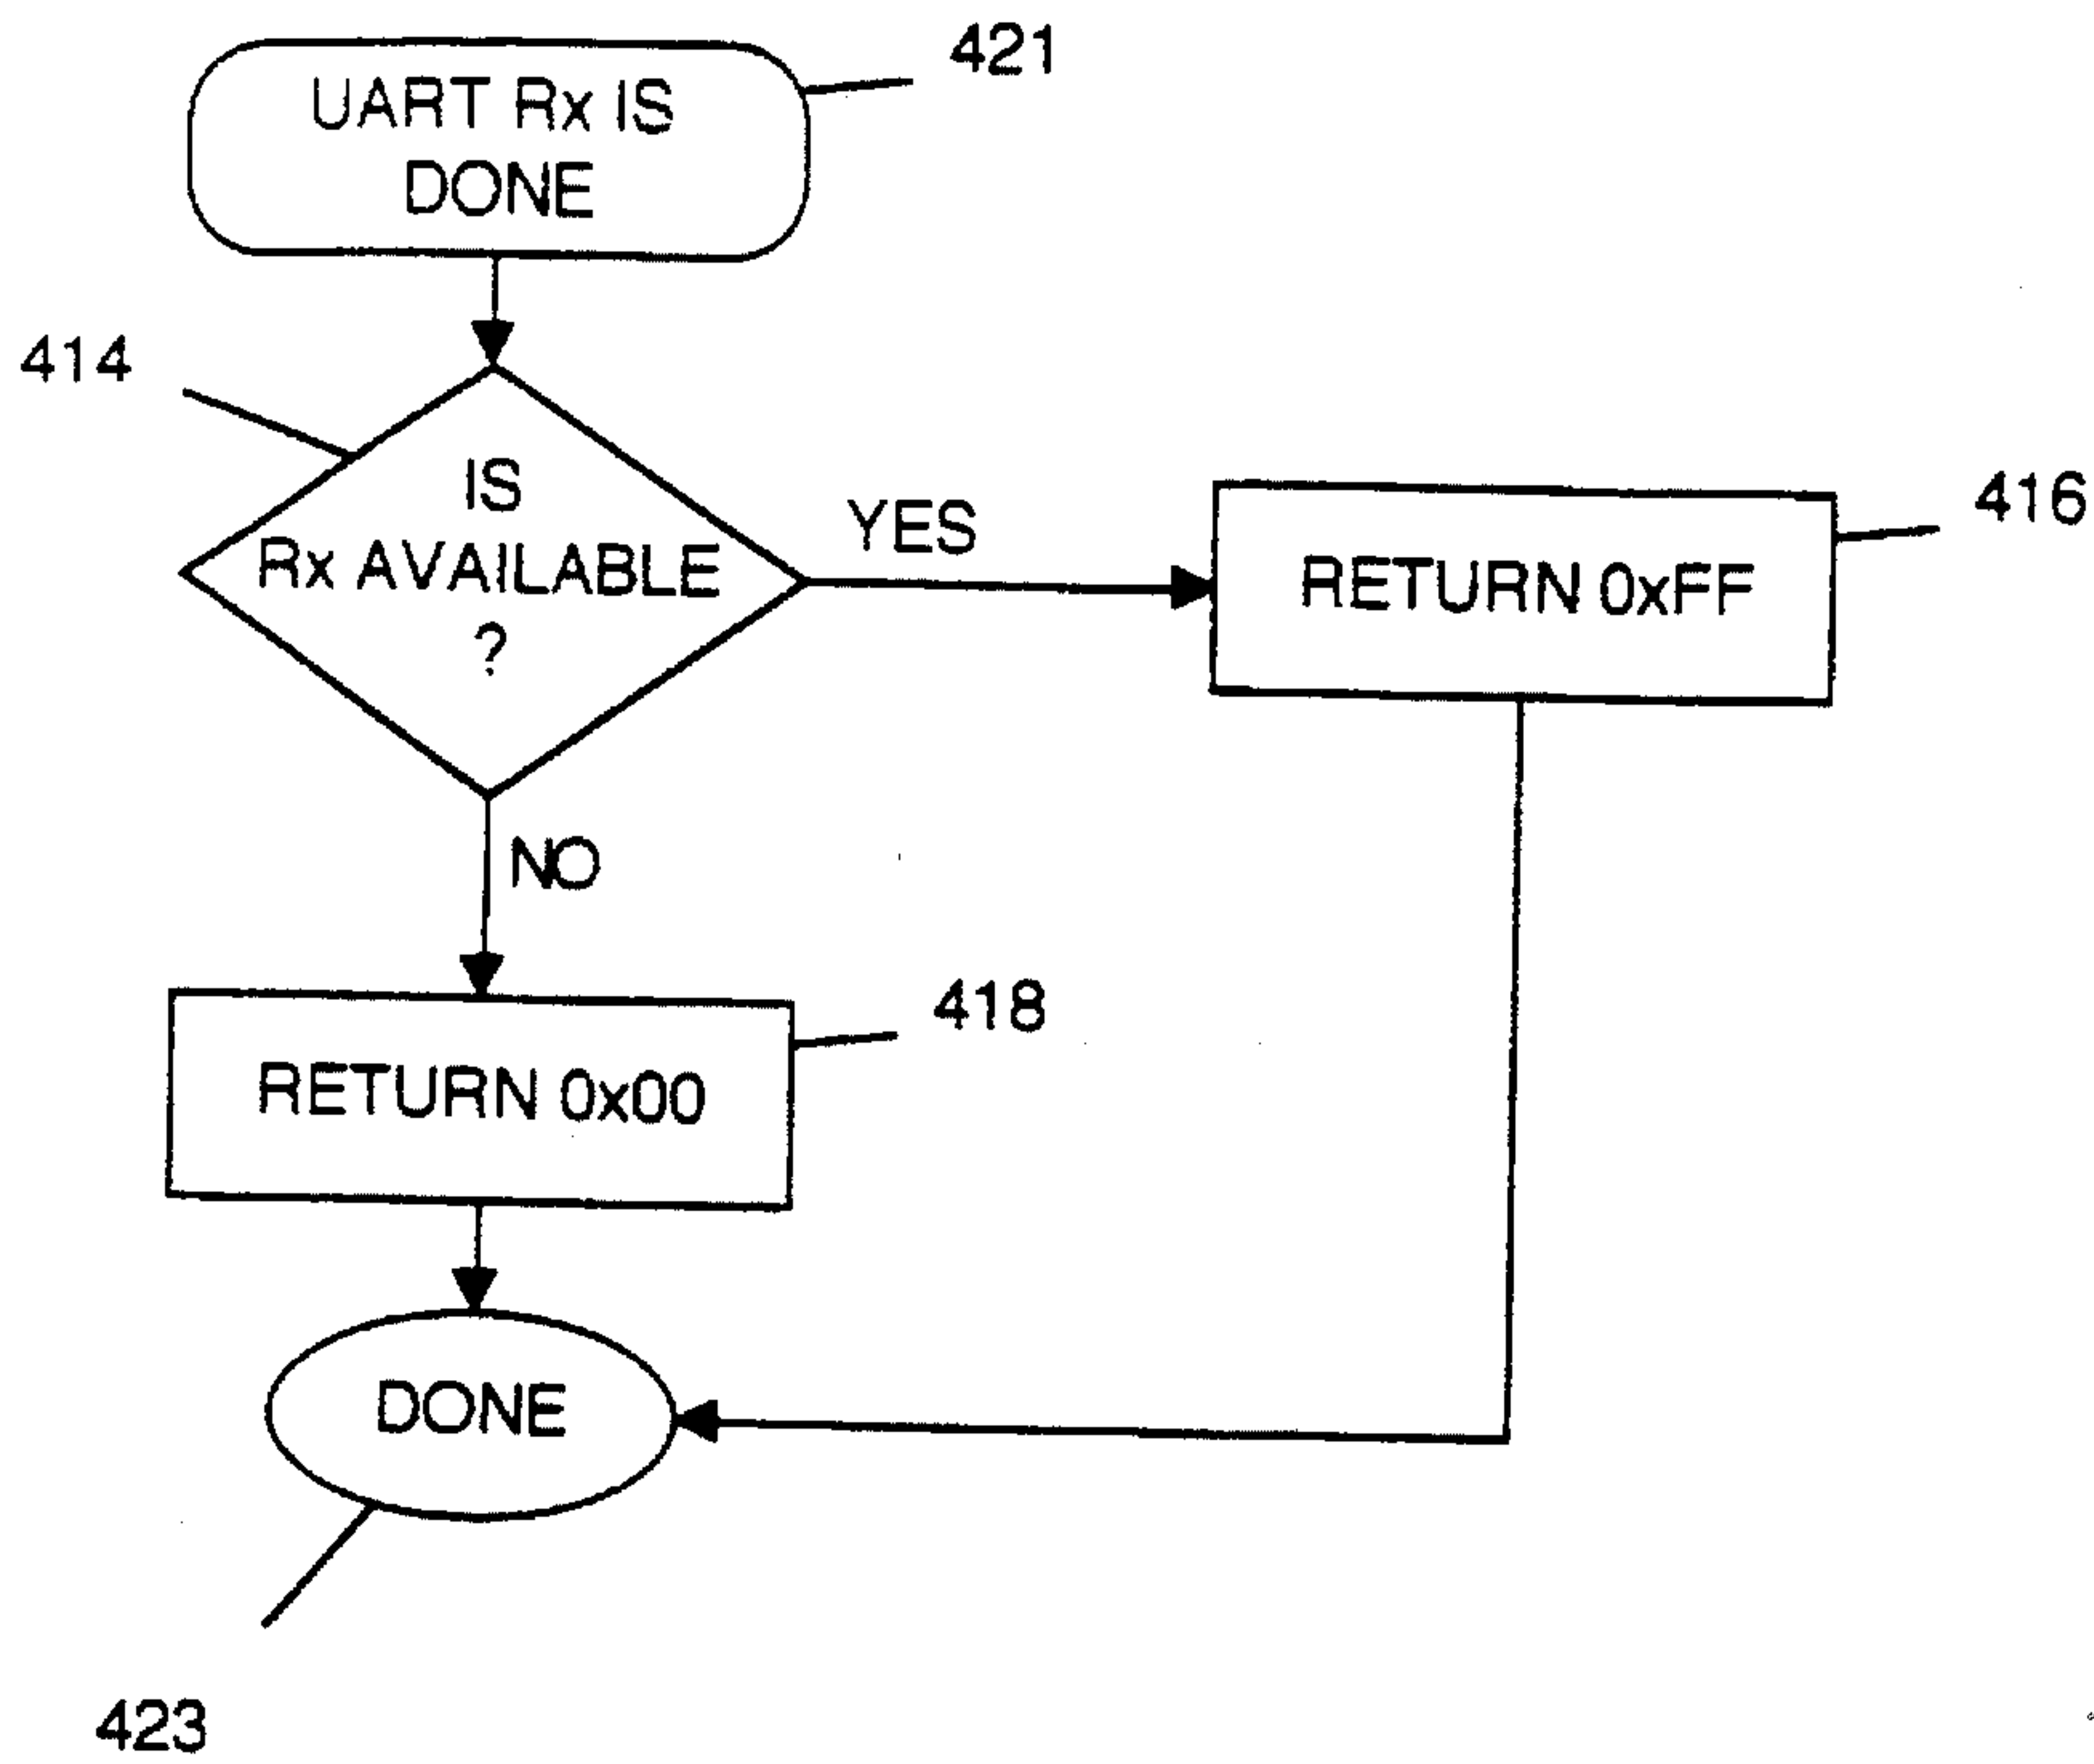 421
UART Rx IS
DONE
414
IS
Rx AVAILABLE
?
YES
416
RETURN 0xFF
NO
418
RETURN 0x00
DONE
423